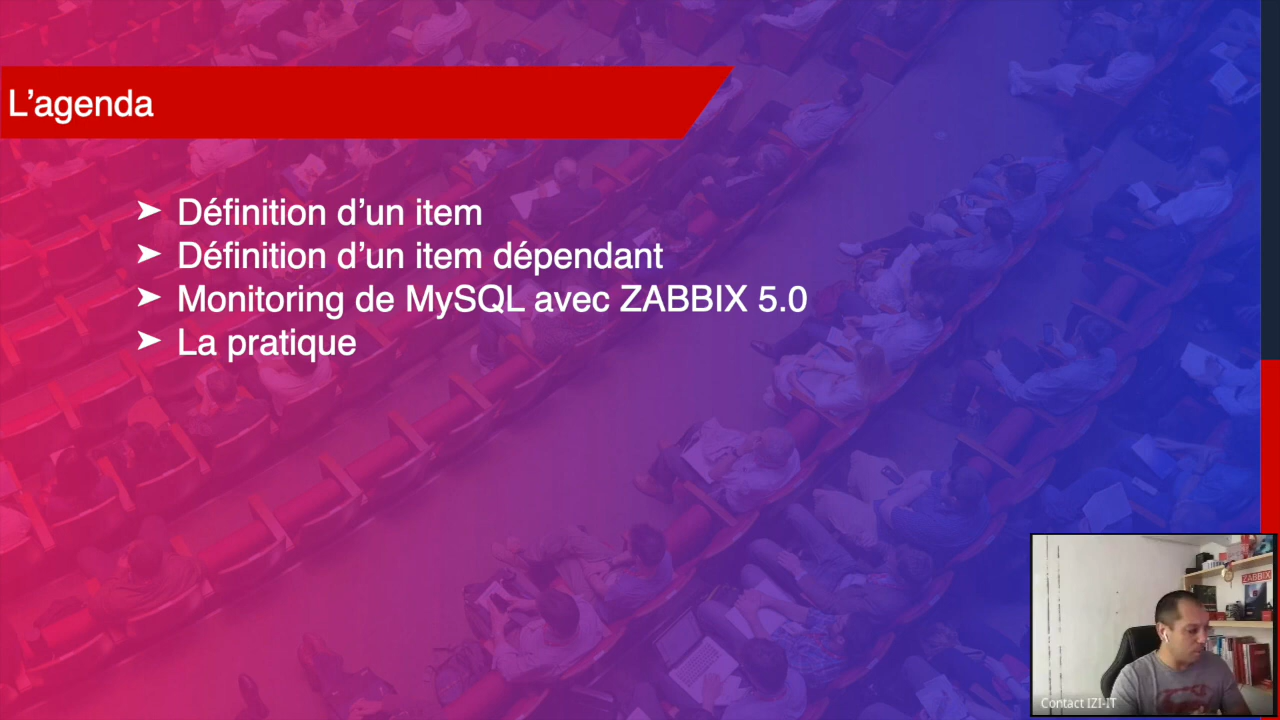 L’agenda
➤ Définition d’un item
➤ Définition d’un item dépendant
➤ Monitoring de MySQL avec ZABBIX 5.0
➤ La pratique
ZABBIX
Contact IZI-IT